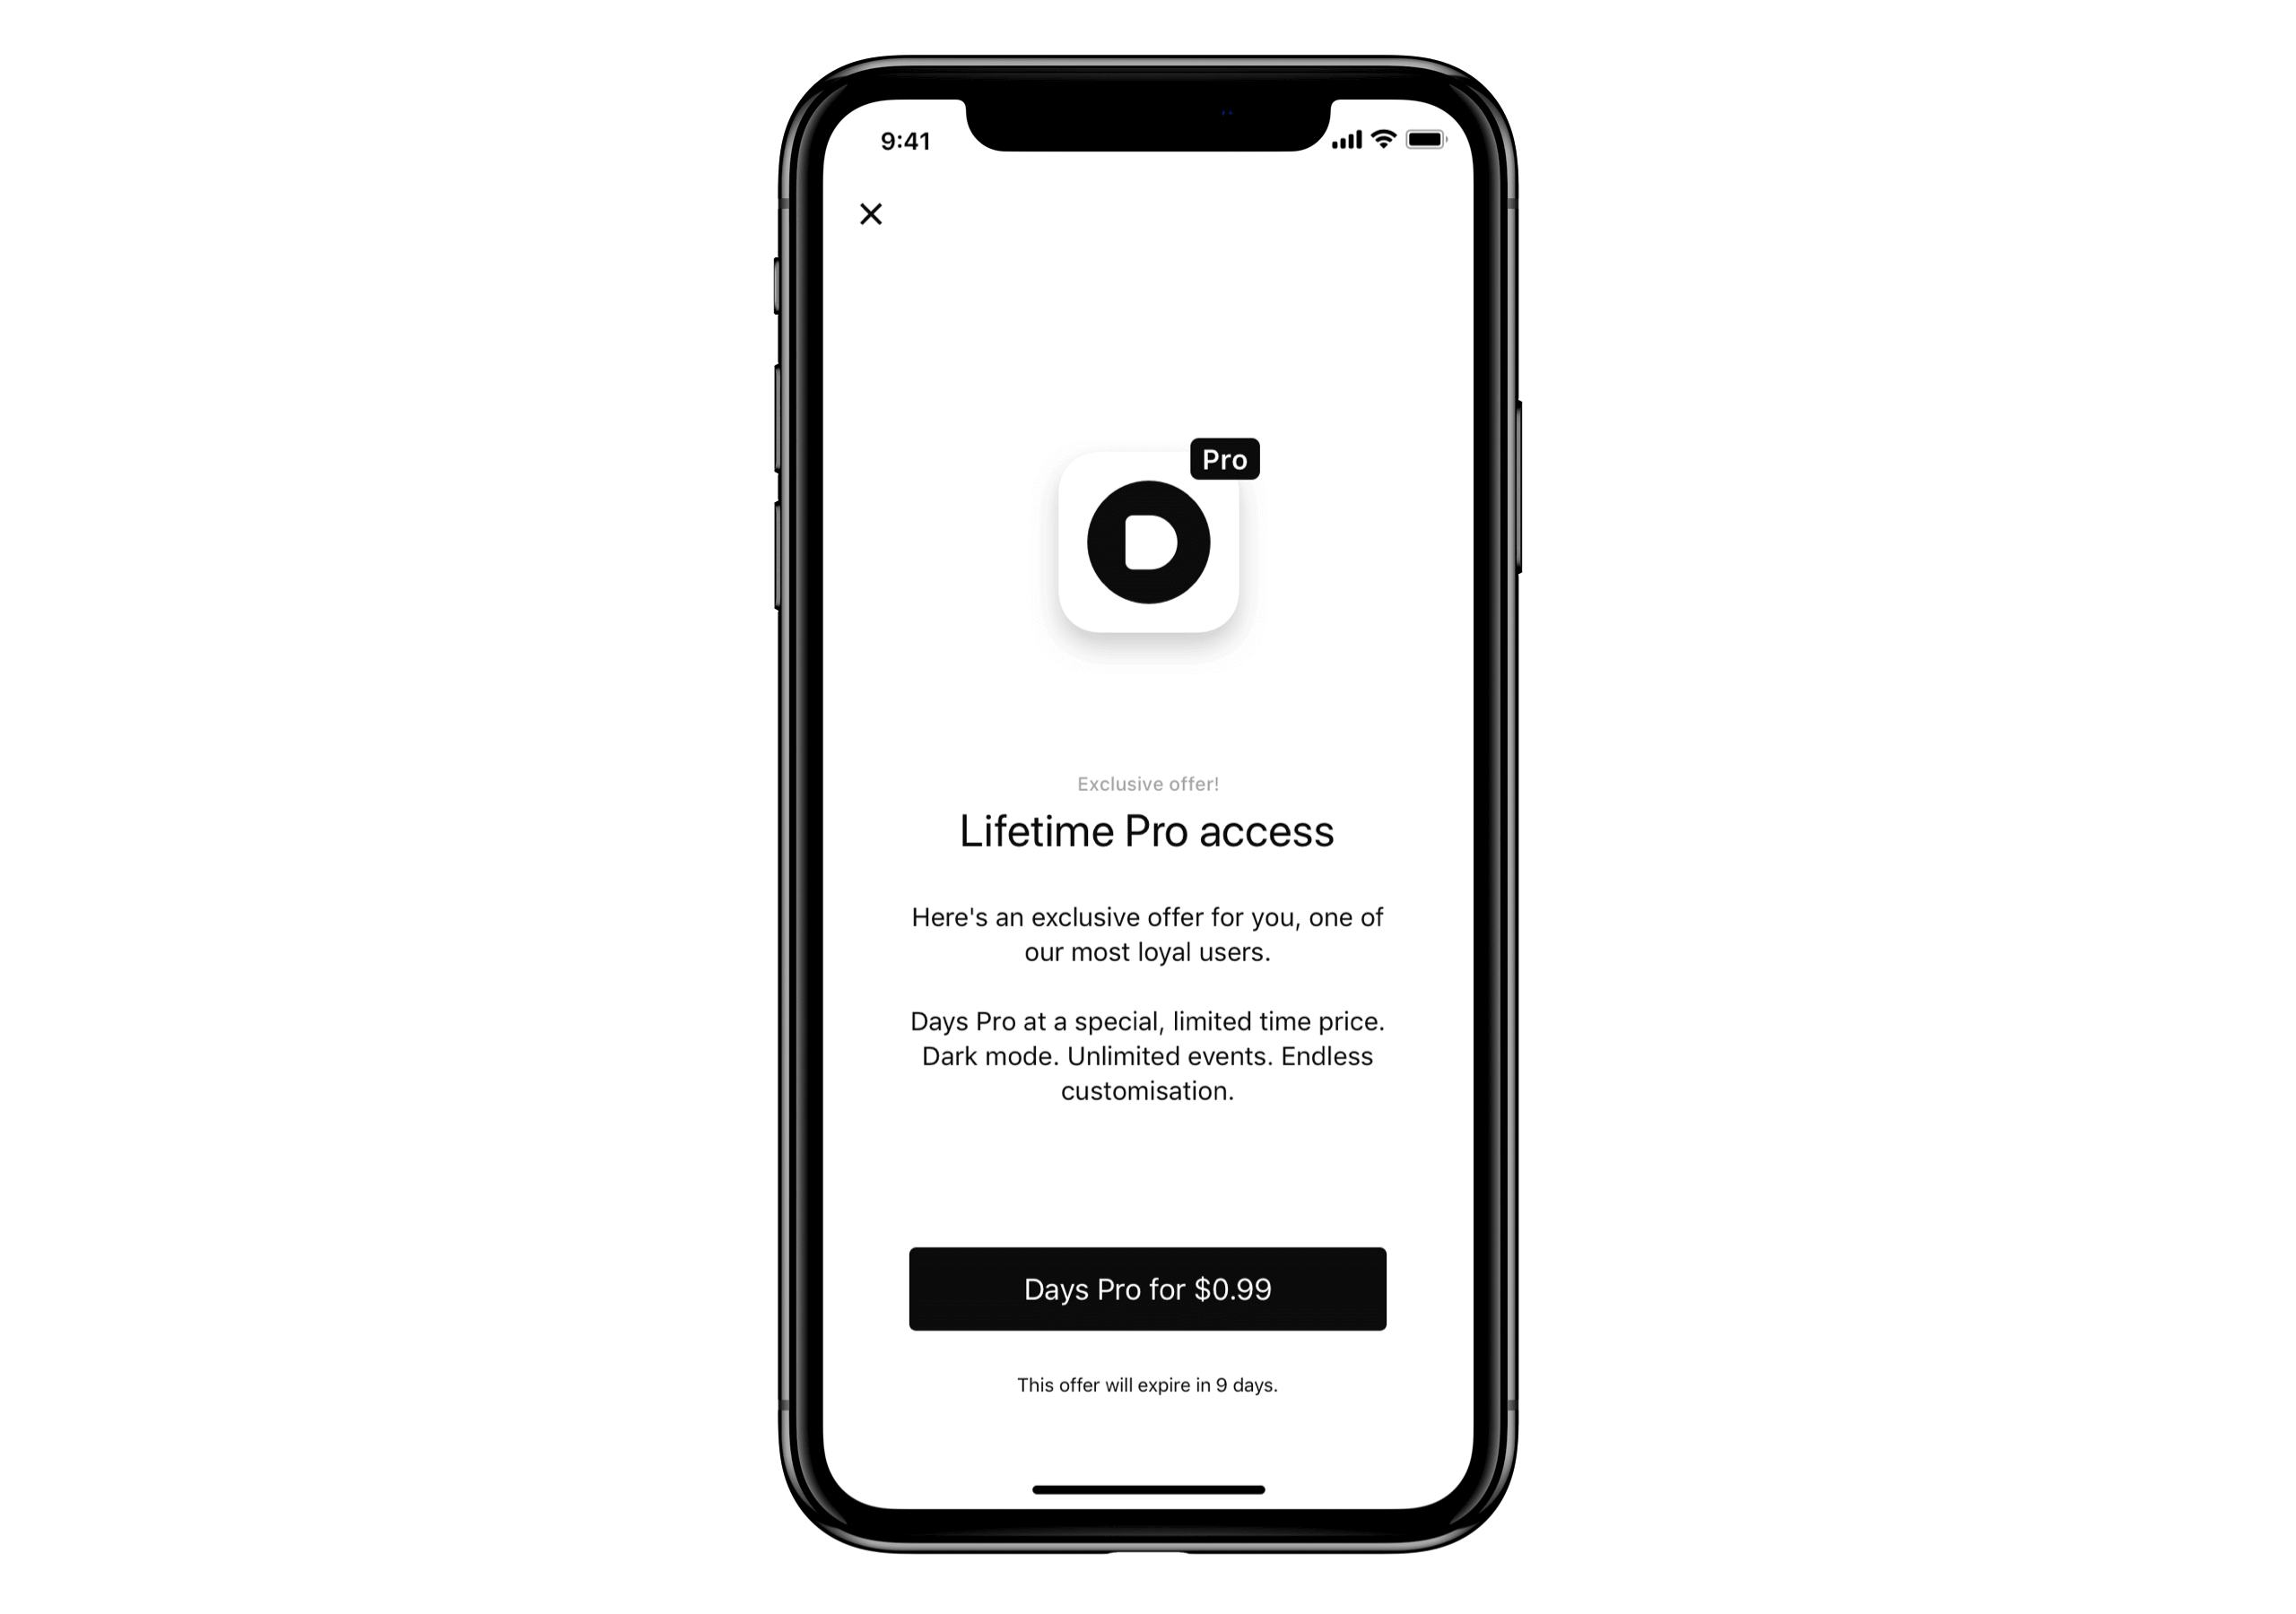 9:41
Pro
D
Exclusive offer!
Lifetime Pro access
Here's an exclusive offer for you, one of
our most loyal users.
Days Pro at a special, limited time price.
Dark mode. Unlimited events. Endless
customisation.
Days Pro for $0.99
This offer will expire in 9 days.